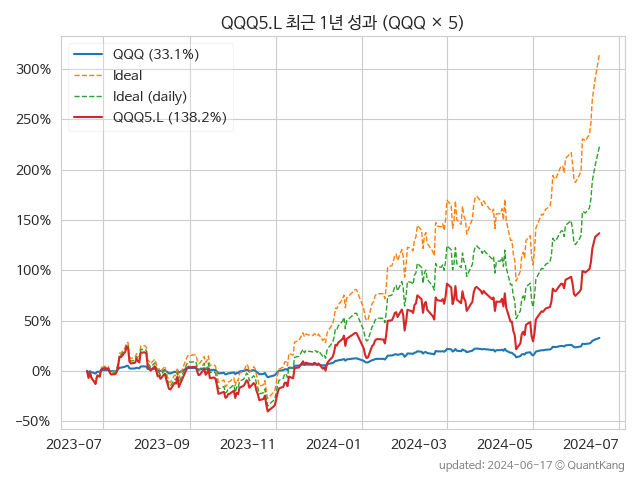 QQQ5.L 최근 1년 성과 (QQQ × 5)
QQQ (33.1%)
Ideal
Ideal (daily)
QQQ5.L (138.2%)
300%
250%
200%
150%
100%
50%
0%
−50%
2023-07 2023-09 2023-11 2024-01 2024-03 2024-05 2024-07
updated: 2024-06-17 @ QuantKang